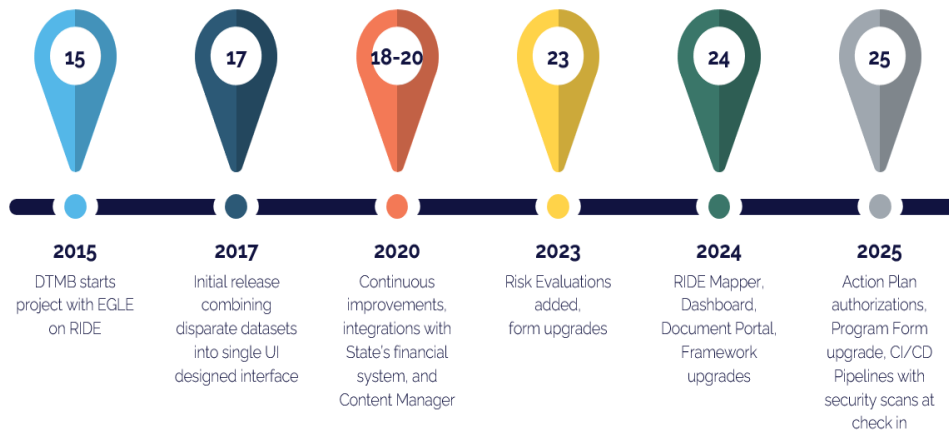 15
17
18-20
23
24
25
2015
DTMB starts
project with EGLE
on RIDE
2017
Initial release
combining
disparate datasets
into single UI
designed interface
2020
Continuous
improvements,
integrations with
State's financial
system, and
Content Manager
2023
Risk Evaluations
added,
form upgrades
2024
RIDE Mapper,
Dashboard,
Document Portal,
Framework
upgrades
2025
Action Plan
authorizations,
Program Form
upgrade, CI/CD
Pipelines with
security scans at
check in